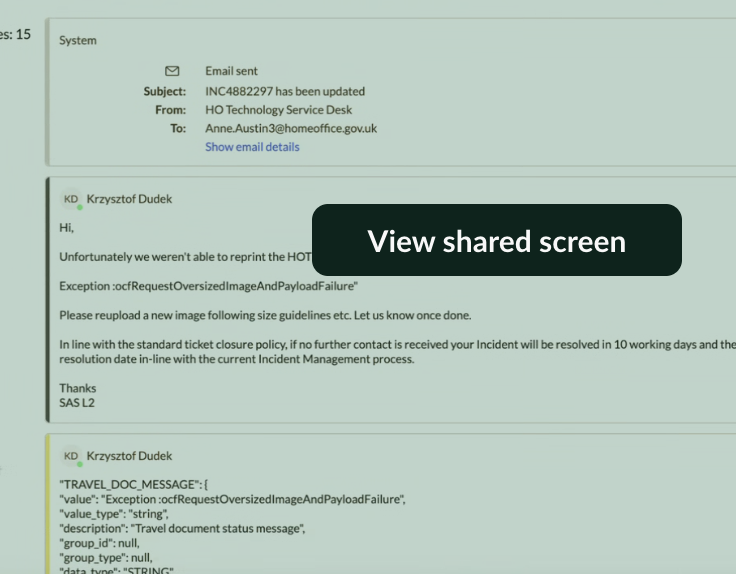 es: 15
System
Email sent
Subject: INC4882297 has been updated
From: HO Technology Service Desk
To: Anne.Austin3@homeoffice.gov.uk
Show email details
KD Krzysztof Dudek
Hi,
Unfortunately we weren't able to reprint the HOT
View shared screen
Exception :ocfRequestOversizedImageAndPayloadFailure"
Please reupload a new image following size guidelines etc. Let us know once done.
In line with the standard ticket closure policy, if no further contact is received your Incident will be resolved in 10 working days and the
resolution date in-line with the current Incident Management process.
Thanks
SAS L2
KD Krzysztof Dudek
"TRAVEL_DOC_MESSAGE": {
"value": "Exception :ocfRequestOversizedImageAndPayloadFailure",
"value_type": "string",
"description": "Travel document status message",
"group_id": null,
"group_type": null,
"data_type": "STRING"